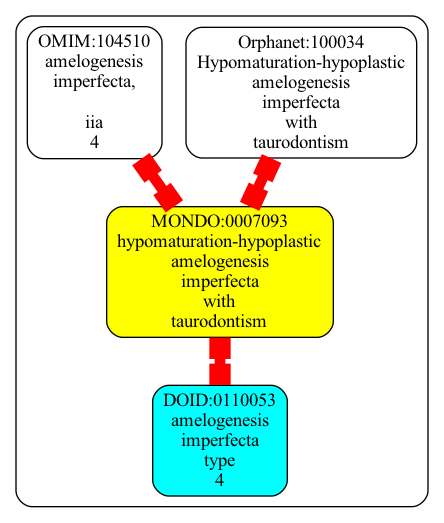 OMIM:104510
amelogenesis
imperfecta,
iia
4
Orphanet:100034
Hypomaturation-hypoplastic
amelogenesis
imperfecta
with
taurodontism
MONDO:0007093
hypomaturation-hypoplastic
amelogenesis
imperfecta
with
taurodontism
DOID:0110053
amelogenesis
imperfecta
type
4